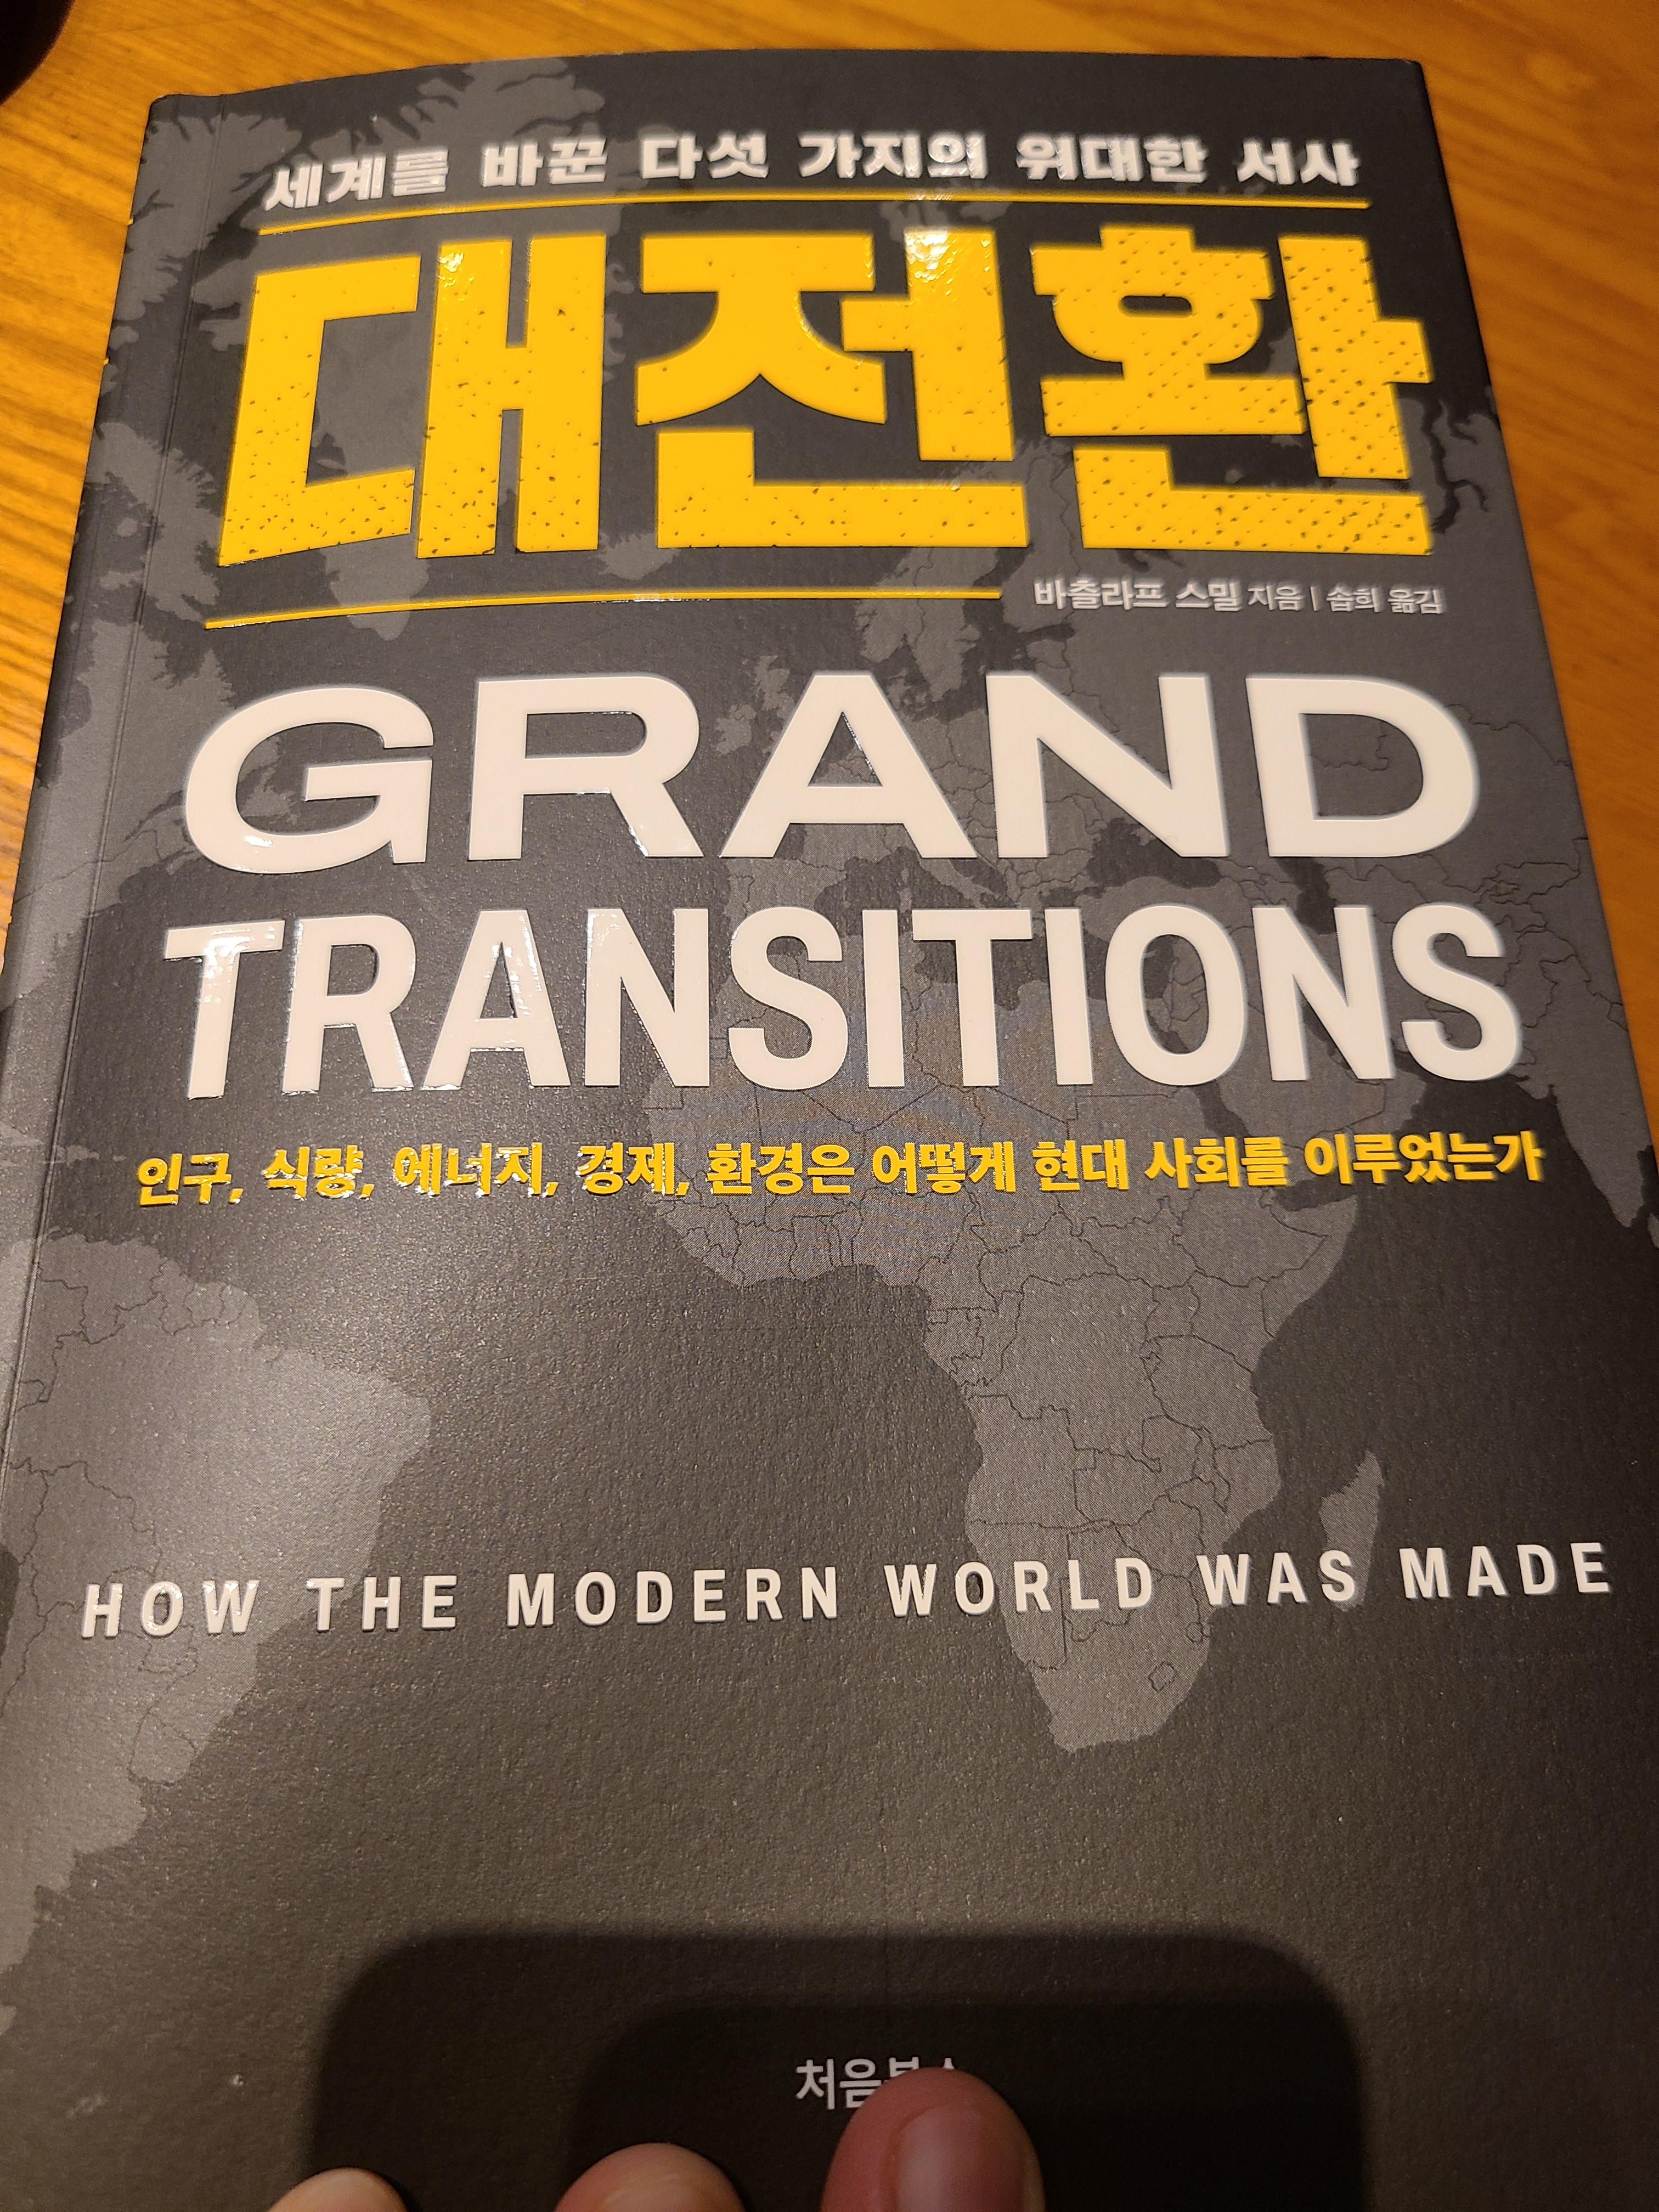 세계를 바꾼 다섯 가지의 위대한 서사
대전환
바츨라프 스밀 지음 | 솝희 옮김
GRAND
TRANSITIONS
인구, 식량, 에너지, 경제, 환경은 어떻게 현대 사회를 이루었는가
HOW THE MODERN WORLD WAS MADE